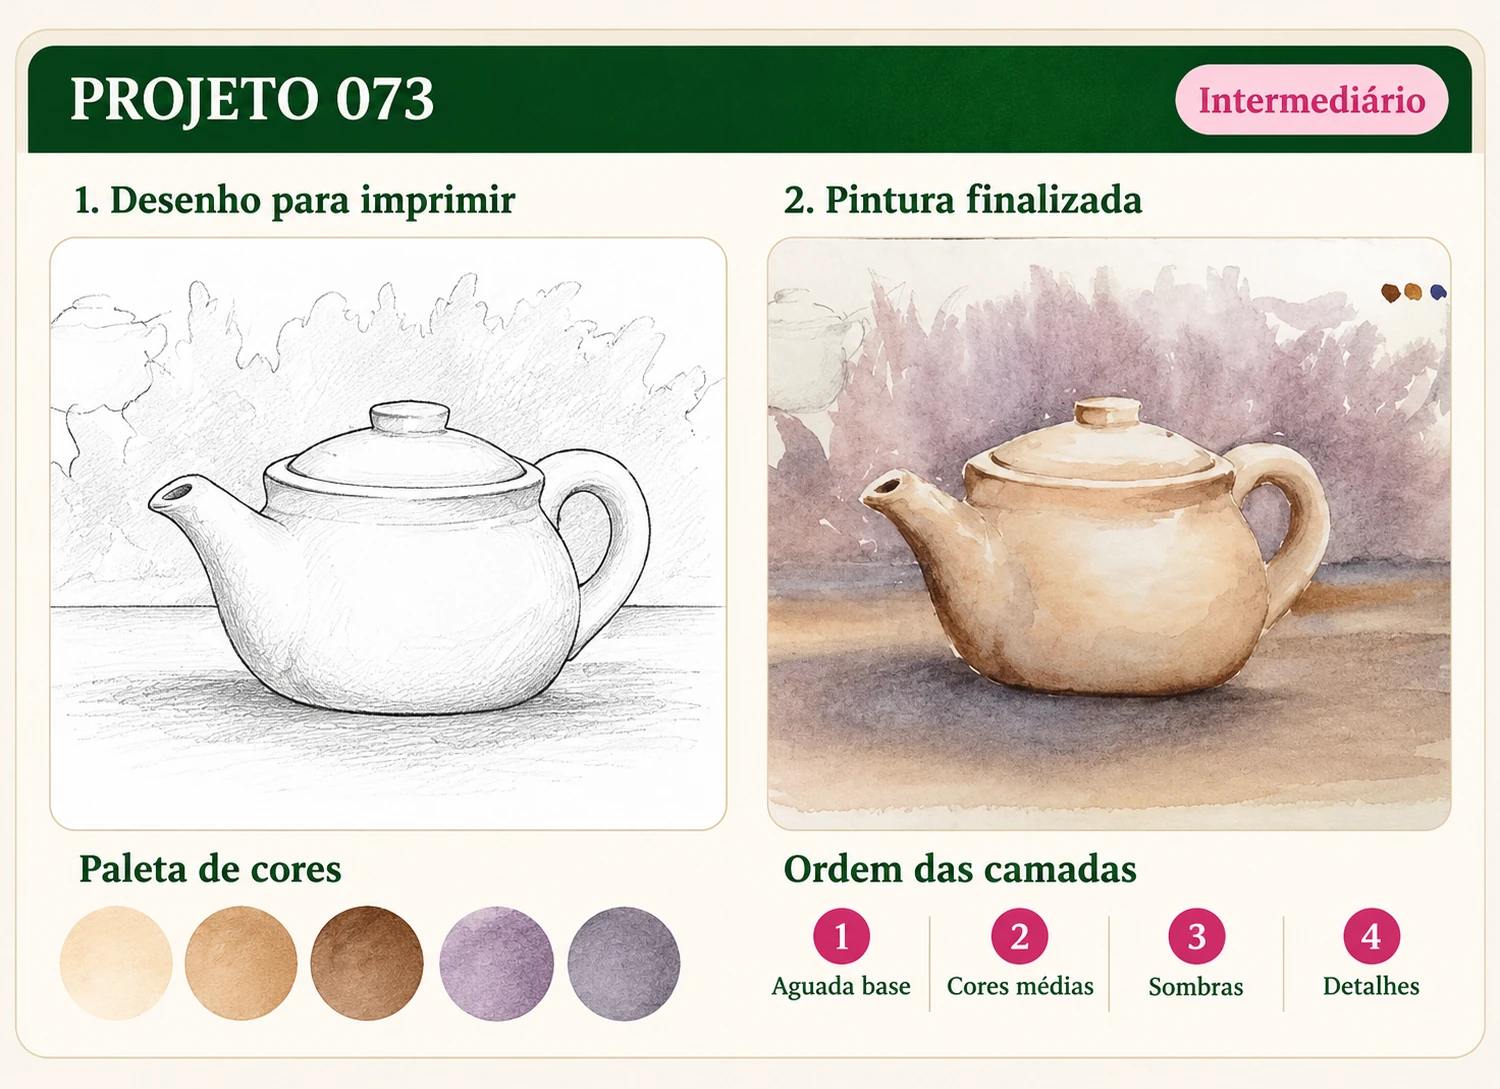 PROJETO 073
Intermediário
1. Desenho para imprimir
2. Pintura finalizada
Paleta de cores
Ordem das camadas
1
Aguada base
2
Cores médias
3
Sombras
4
Detalhes